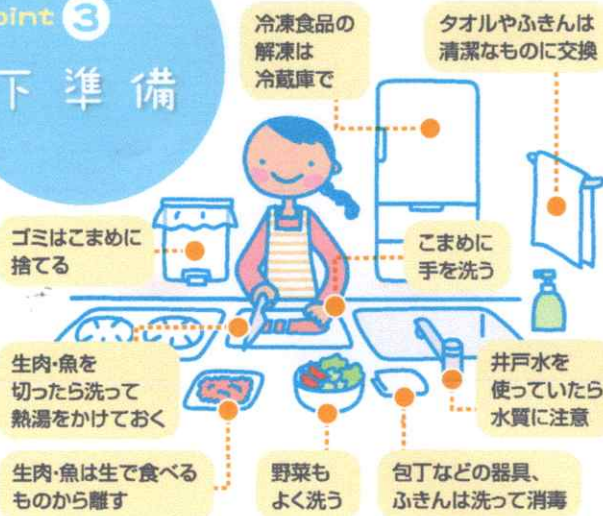 Point 3
下準備
冷凍食品の
解凍は
冷蔵庫で
タオルやふきんは
清潔なものに交換
ゴミはこまめに
捨てる
こまめに
手を洗う
生肉・魚を
切ったら洗って
熱湯をかけておく
井戸水を
使っていたら
水質に注意
生肉・魚は生で食べる
ものから離す
野菜も
よく洗う
包丁などの器具、
ふきんは洗って消毒